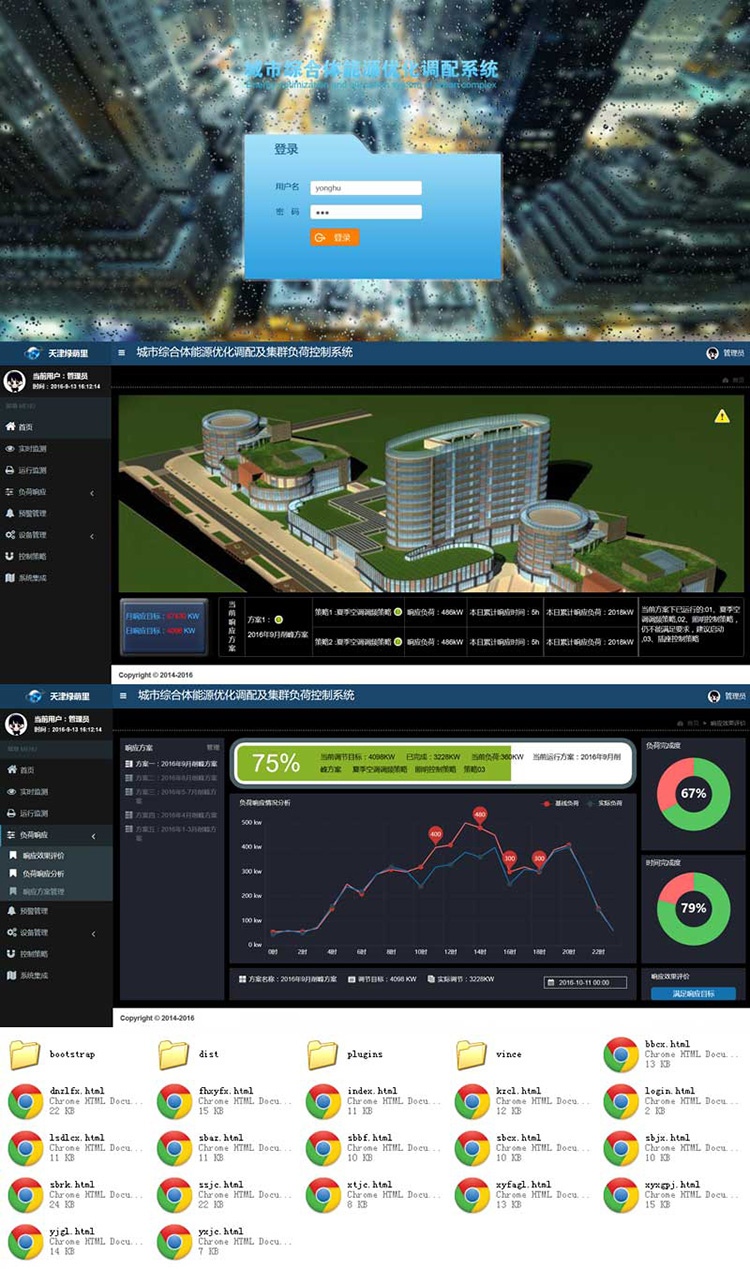 城市综合体能源优化调配系统
登录
用户名 yonghu
密 码 •••
登录
天津绿萌里
城市综合体能源优化调配及集群负荷控制系统
管理员
当前用户：管理员
时间：2016-9-13 16:12:14
首页
首页
实时监测
运行监测
负荷响应
预警管理
设备管理
控制策略
系统集成
月响应目标： KW
日响应目标：4098 KW
当前响应方案
方案1：
2016年9月削峰方案
策略1:夏季空调调频策略 响应负荷：486kW 本日累计响应时间：5h 本日累计响应负荷：2018kW
策略2:夏季空调调频策略 响应负荷：486kW 本日累计响应时间：5h 本日累计响应负荷：2018kW
当前方案下已运行的:01、夏季空
调调频策略,02、照明控制策略，
仍不能满足要求，建议启动
,03、插座控制策略
Copyright © 2014-2016
天津绿萌里
城市综合体能源优化调配及集群负荷控制系统
管理员
当前用户：管理员
时间：2016-9-13 16:12:14
首页 响应效果评价
首页
实时监测
运行监测
负荷响应
响应效果评价
负荷响应分析
响应方案管理
预警管理
设备管理
控制策略
系统集成
响应方案 管理
方案一：2016年9月削峰方案
方案二：2016年8月削峰方案
方案三：2016年5-7月削峰方
案
方案四：2016年4月削峰方案
方案五：2016年1-3月削峰方
案
75%
当前调节目标：4098KW 已完成：3228KW 当前负荷:360KW 当前运行方案：2016年9月削
峰方案 夏季空调调频策略 照明控制策略 策略03
负荷响应情况分析
基线负荷 实际负荷
500 kw
400 kw
300 kw
200 kw
100 kw
0 kw
400
480
300
300
0时 2时 4时 6时 8时 10时 12时 14时 16时 18时 20时 22时
方案名称：2016年9月削峰方案 调节目标：4098 KW 实际调节：3228KW
2016-10-11 00:00
负荷完成度
67%
时间完成度
79%
响应效果评价
满足响应目标
Copyright © 2014-2016
bootstrap
dist
plugins
vince
bbcx.html
Chrome HTML Docu...
13 KB
dnzlfx.html
Chrome HTML Docu...
22 KB
fhxyfx.html
Chrome HTML Docu...
15 KB
index.html
Chrome HTML Docu...
11 KB
kzcl.html
Chrome HTML Docu...
12 KB
login.html
Chrome HTML Docu...
2 KB
lsdlcx.html
Chrome HTML Docu...
11 KB
sbaz.html
Chrome HTML Docu...
11 KB
sbbf.html
Chrome HTML Docu...
10 KB
sbcx.html
Chrome HTML Docu...
10 KB
sbjx.html
Chrome HTML Docu...
10 KB
sbrk.html
Chrome HTML Docu...
24 KB
ssjc.html
Chrome HTML Docu...
22 KB
xtjc.html
Chrome HTML Docu...
8 KB
xyfagl.html
Chrome HTML Docu...
13 KB
xyxgpj.html
Chrome HTML Docu...
15 KB
yjgl.html
Chrome HTML Docu...
14 KB
yxjc.html
Chrome HTML Docu...
7 KB